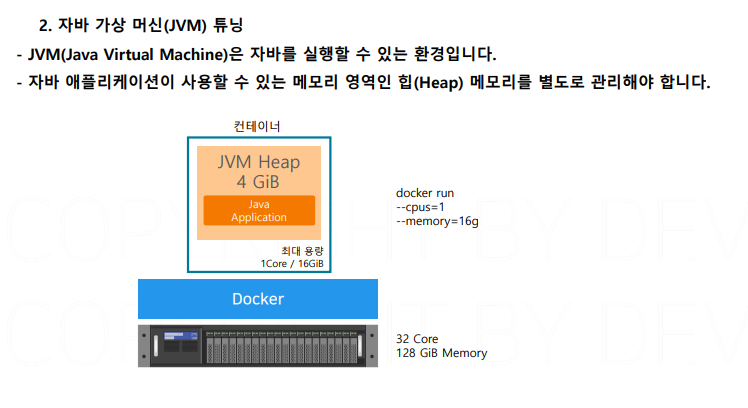 2. 자바 가상 머신(JVM) 튜닝
- JVM(Java Virtual Machine)은 자바를 실행할 수 있는 환경입니다.
- 자바 애플리케이션이 사용할 수 있는 메모리 영역인 힙(Heap) 메모리를 별도로 관리해야 합니다.
컨테이너
JVM Heap
4 GiB
Java
Application
최대 용량
1Core / 16GiB
docker run
--cpus=1
--memory=16g
Docker
32 Core
128 GiB Memory
COPYRIGHT BY DEV
COPYRIGHT BY DEV